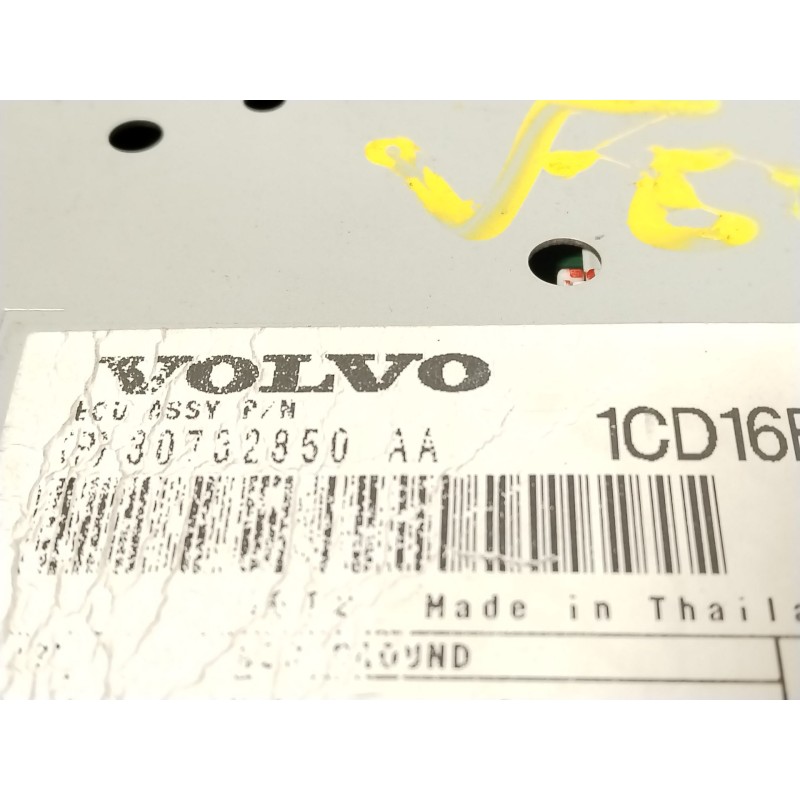 VOLVO
ECU ASSY P/N
(P) 30732850 AA
1CD16
Made in Thaila